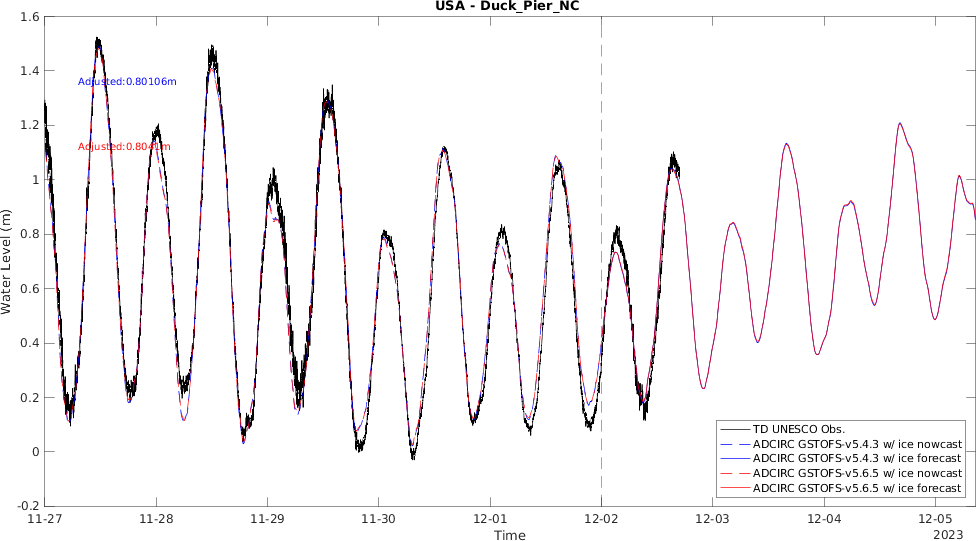 USA - Duck_Pier_NC
1.6
1.4
Adjusted:0.80106m
1.2
Adjusted:0.8041m
1
0.8
Water Level (m)
0.6
0.4
0.2
0
-0.2
TD UNESCO Obs.
ADCIRC GSTOFS-v5.4.3 w/ ice nowcast
ADCIRC GSTOFS-v5.4.3 w/ ice forecast
ADCIRC GSTOFS-v5.6.5 w/ ice nowcast
ADCIRC GSTOFS-v5.6.5 w/ ice forecast
11-27 11-28 11-29 11-30 12-01 12-02 12-03 12-04 12-05
Time
2023